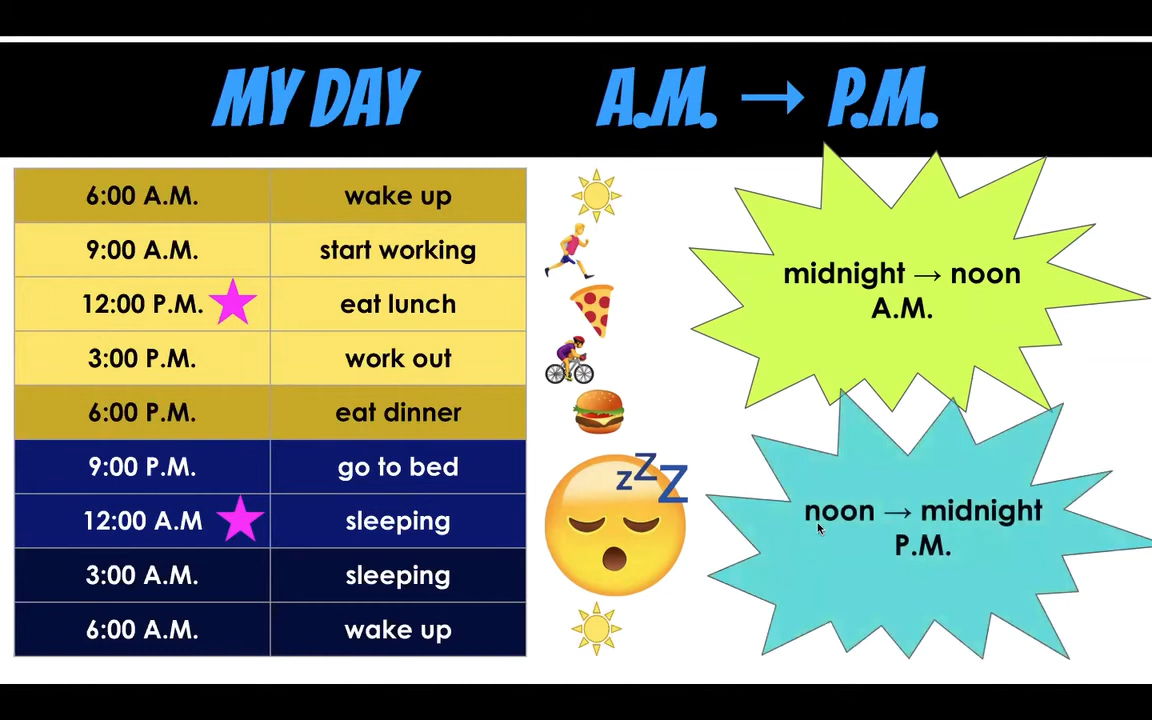 MY DAY A.M. → P.M.
6:00 A.M. wake up
9:00 A.M. start working
12:00 P.M. eat lunch
3:00 P.M. work out
6:00 P.M. eat dinner
9:00 P.M. go to bed
12:00 A.M sleeping
3:00 A.M. sleeping
6:00 A.M. wake up
zzZ
midnight → noon
A.M.
noon → midnight
P.M.